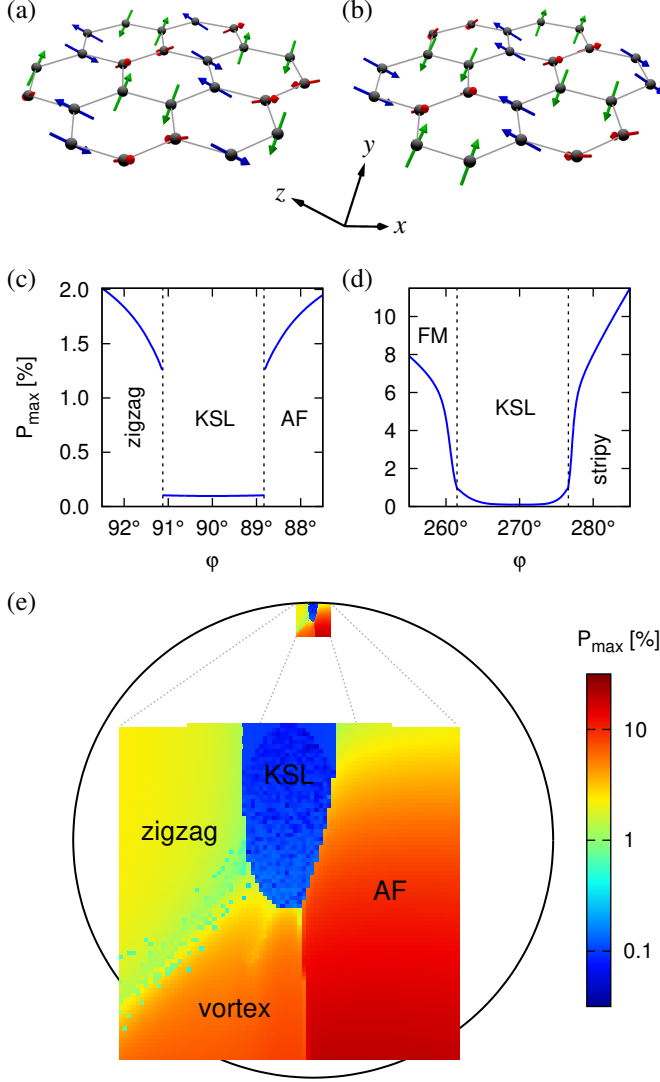 (a)
(b)
y
z
x
(c)
(d)
P_max [%]
2.0
1.5
1.0
0.5
0.0
zigzag
KSL
AF
92°
91°
90°
89°
88°
φ
10
8
6
4
2
0
FM
KSL
stripy
260°
270°
280°
φ
(e)
P_max [%]
10
1
0.1
KSL
zigzag
AF
vortex